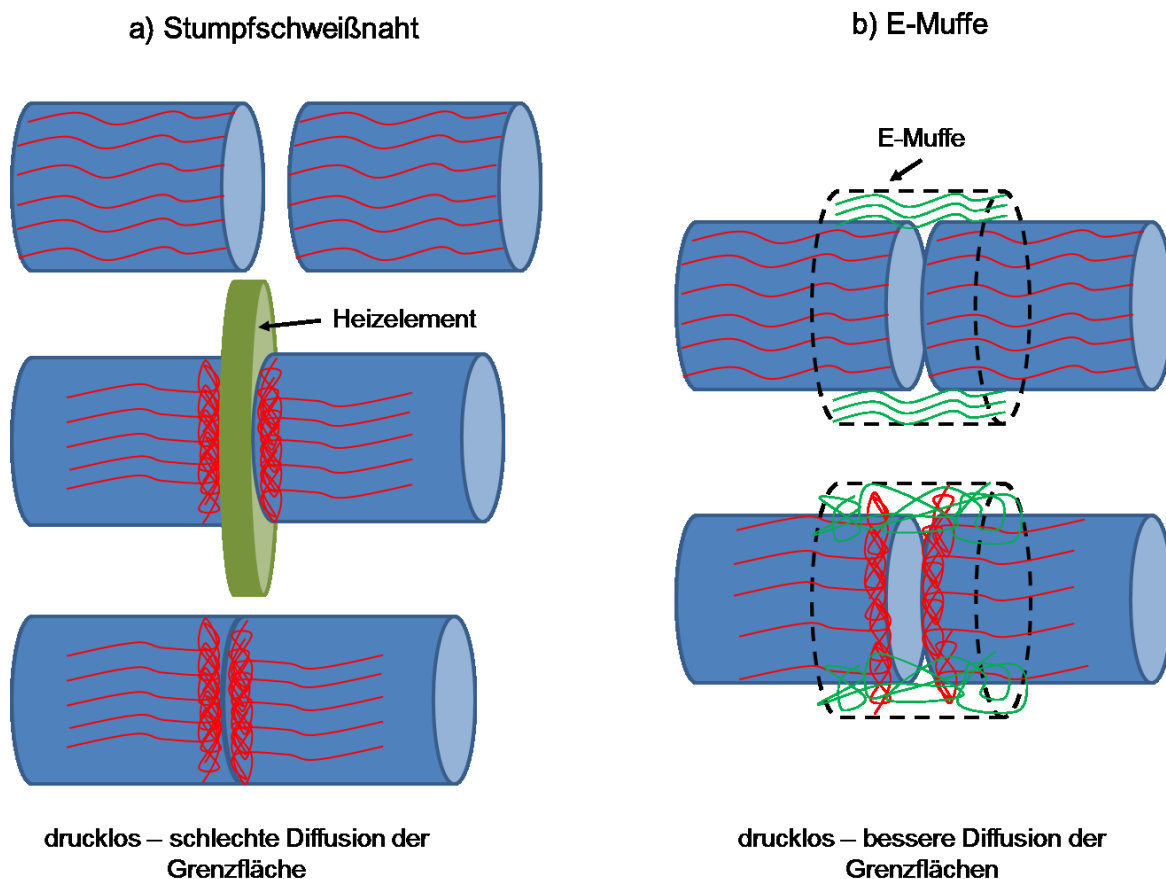 a) Stumpfschweißnaht
b) E-Muffe
E-Muffe
Heizelement
drucklos – schlechte Diffusion der
Grenzfläche
drucklos – bessere Diffusion der
Grenzflächen